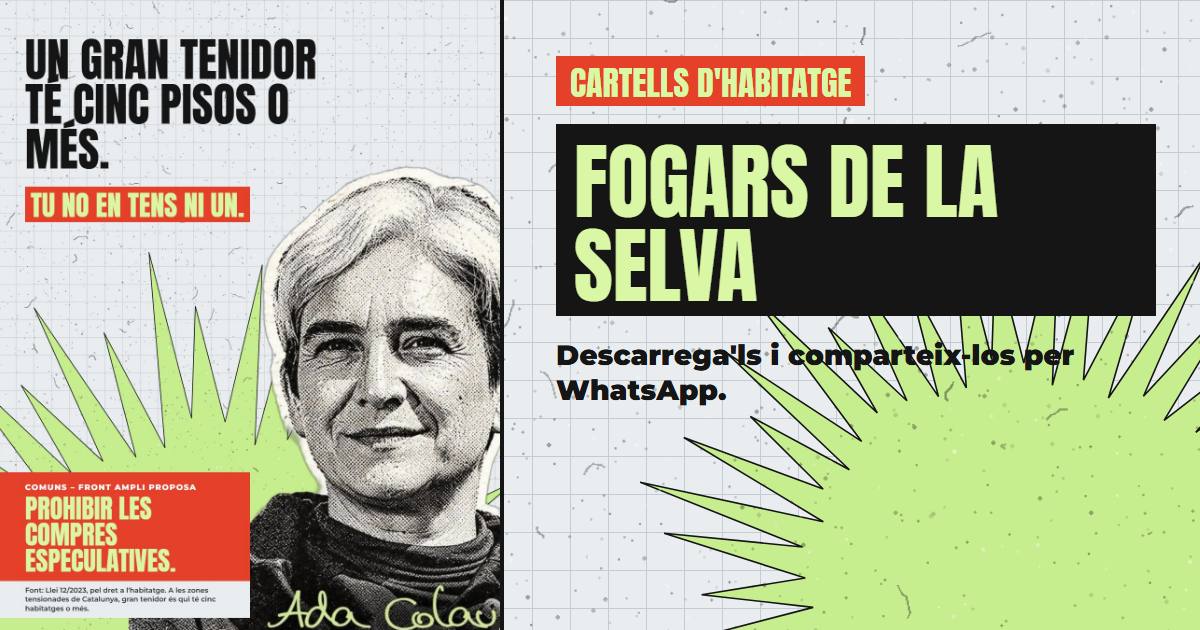 UN GRAN TENIDOR
TÉ CINC PISOS O
MÉS.
TU NO EN TENS NI UN.
COMUNS – FRONT AMPLI PROPOSA
PROHIBIR LES
COMPRES
ESPECULATIVES.
Font: Llei 12/2023, pel dret a l'habitatge. A les zones
tensionades de Catalunya, gran tenidor és qui té cinc
habitatges o més.
Ada Colau
CARTELLS D'HABITATGE
FOGARS DE LA
SELVA
Descarrega'ls i comparteix-los per
WhatsApp.